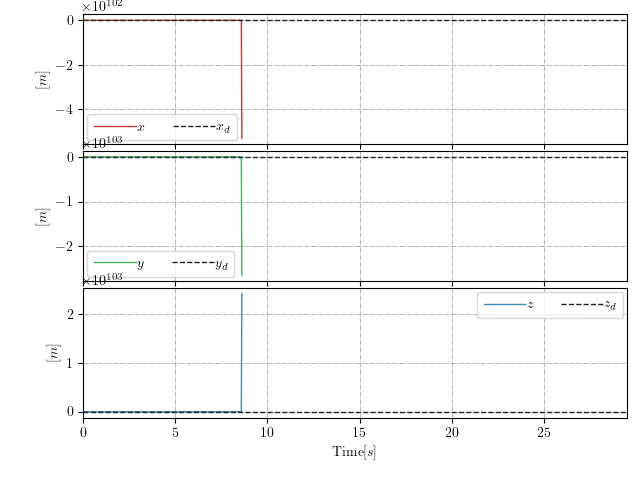 ×10¹⁰²
0
−2
−4
[m]
x x_d
×10¹⁰³
0
−1
−2
[m]
y y_d
×10¹⁰³
2
1
0
[m]
z z_d
0 5 10 15 20 25
Time[s]